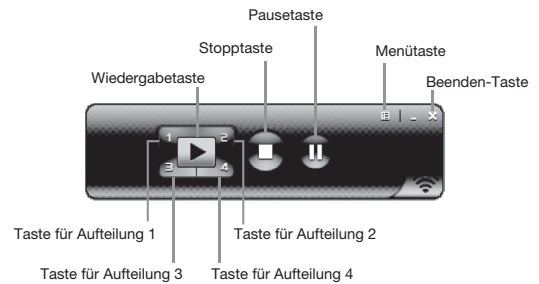 Pausetaste
Stopptaste
Menütaste
Wiedergabetaste
Beenden-Taste
1 2
3 4
Taste für Aufteilung 1
Taste für Aufteilung 2
Taste für Aufteilung 3
Taste für Aufteilung 4